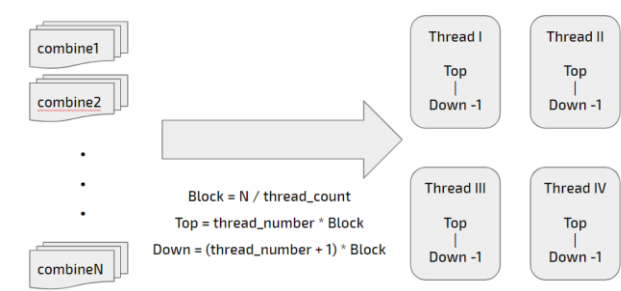 combine1
combine2
.
.
.
combineN
Block = N / thread_count
Top = thread_number * Block
Down = (thread_number + 1) * Block
Thread I
Top
|
Down -1
Thread II
Top
|
Down -1
Thread III
Top
|
Down -1
Thread IV
Top
|
Down -1